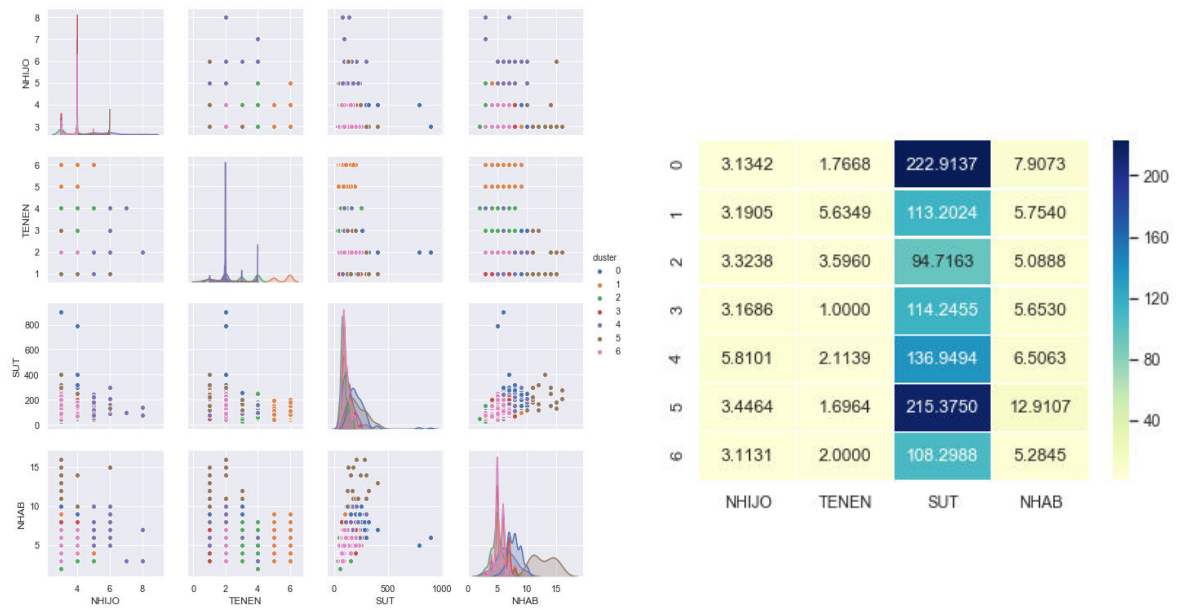 8
7
6
5
4
3
NHIJO
6
5
4
3
2
1
TENEN
800
600
400
200
0
SUT
15
10
5
NHAB
4 6 8
NHIJO
0 2 4 6
TENEN
0 500 1000
SUT
0 5 10 15
NHAB
cluster
0
1
2
3
4
5
6
0 3.1342 1.7668 222.9137 7.9073
1 3.1905 5.6349 113.2024 5.7540
2 3.3238 3.5960 94.7163 5.0888
3 3.1686 1.0000 114.2455 5.6530
4 5.8101 2.1139 136.9494 6.5063
5 3.4464 1.6964 215.3750 12.9107
6 3.1131 2.0000 108.2988 5.2845
NHIJO TENEN SUT NHAB
200
160
120
80
40